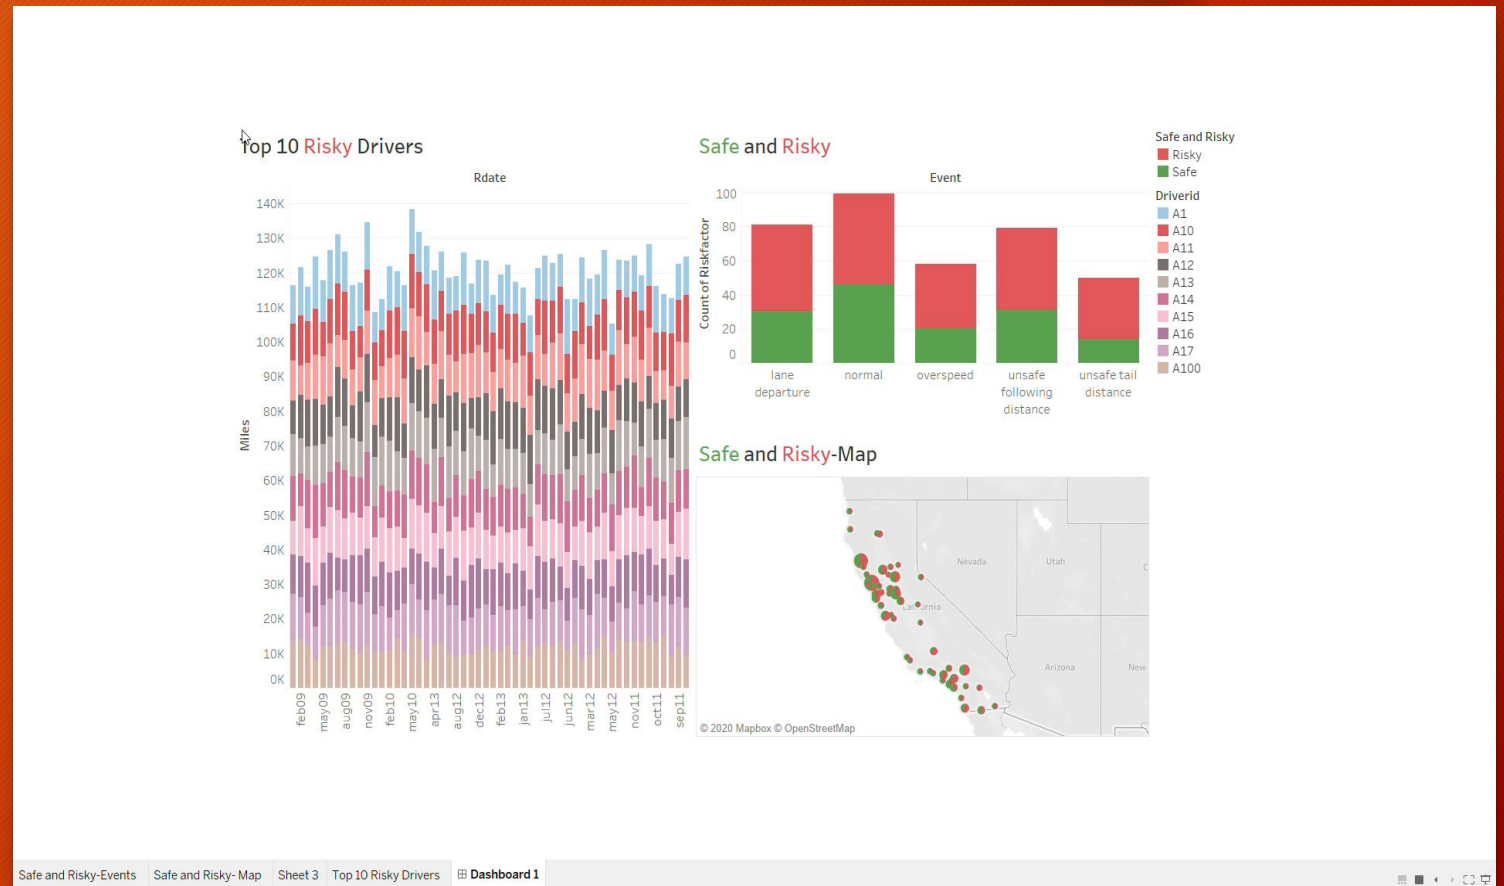 Top 10 Risky Drivers
Rdate
140K
130K
120K
110K
100K
90K
80K
70K
60K
50K
40K
30K
20K
10K
0K
Miles
feb09
may09
aug09
nov09
feb10
may10
apr13
aug12
dec12
feb13
jan13
jul12
jun12
mar12
may12
nov11
oct11
sep11
Safe and Risky
Event
100
80
60
40
20
0
Count of Riskfactor
lane departure
normal
overspeed
unsafe following distance
unsafe tail distance
Safe and Risky
Risky
Safe
Driverid
A1
A10
A11
A12
A13
A14
A15
A16
A17
A100
Safe and Risky-Map
Nevada
Utah
C
California
Arizona
New
© 2020 Mapbox © OpenStreetMap
Safe and Risky-Events
Safe and Risky- Map
Sheet 3
Top 10 Risky Drivers
Dashboard 1